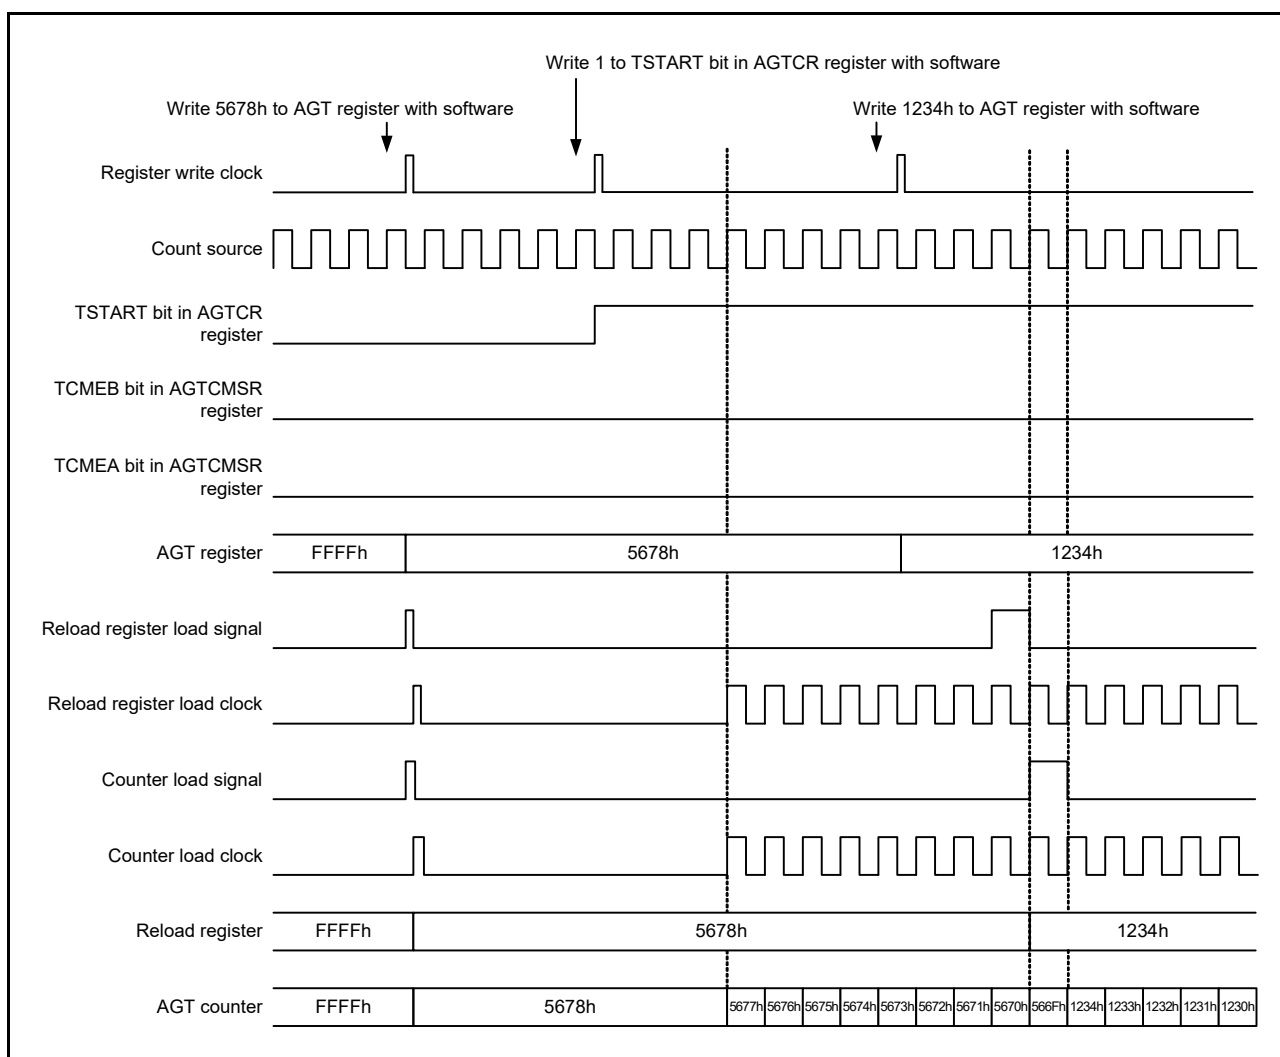 Write 1 to TSTART bit in AGTCR register with software
Write 5678h to AGT register with software
Write 1234h to AGT register with software
Register write clock
Count source
TSTART bit in AGTCR
register
TCMEB bit in AGTCMSR
register
TCMEA bit in AGTCMSR
register
AGT register FFFFh 5678h 1234h
Reload register load signal
Reload register load clock
Counter load signal
Counter load clock
Reload register FFFFh 5678h 1234h
AGT counter FFFFh 5678h 5677h 5676h 5675h 5674h 5673h 5672h 5671h 5670h 566Fh 1234h 1233h 1232h 1231h 1230h